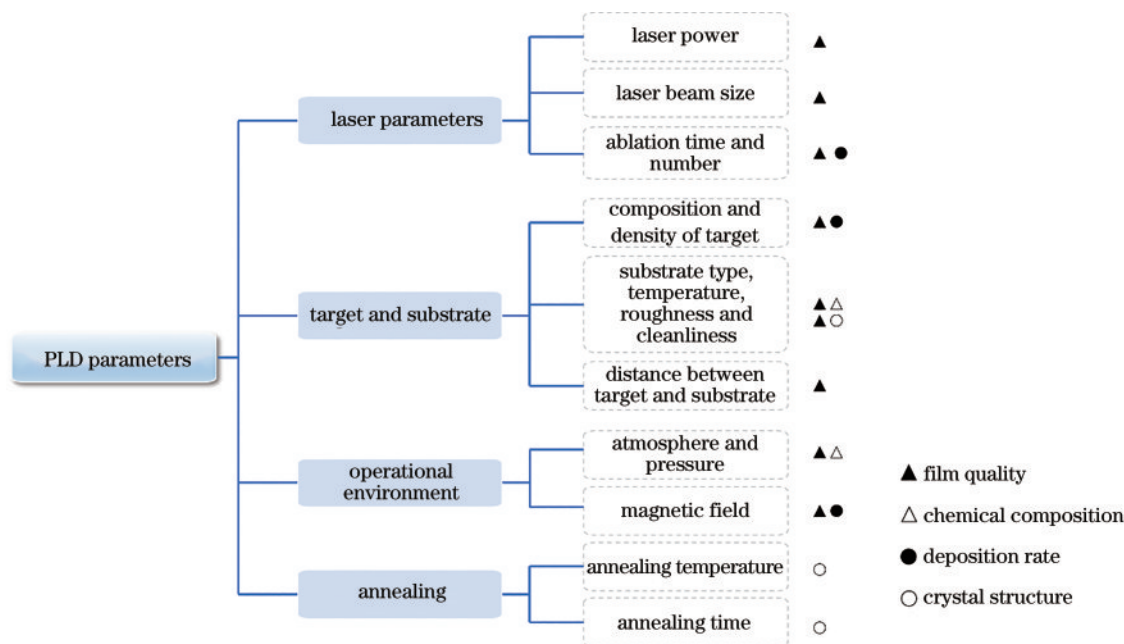 PLD parameters
laser parameters
laser power
laser beam size
ablation time and
number
target and substrate
composition and
density of target
substrate type,
temperature,
roughness and
cleanliness
distance between
target and substrate
operational
environment
atmosphere and
pressure
magnetic field
annealing
annealing temperature
annealing time
film quality
chemical composition
deposition rate
crystal structure